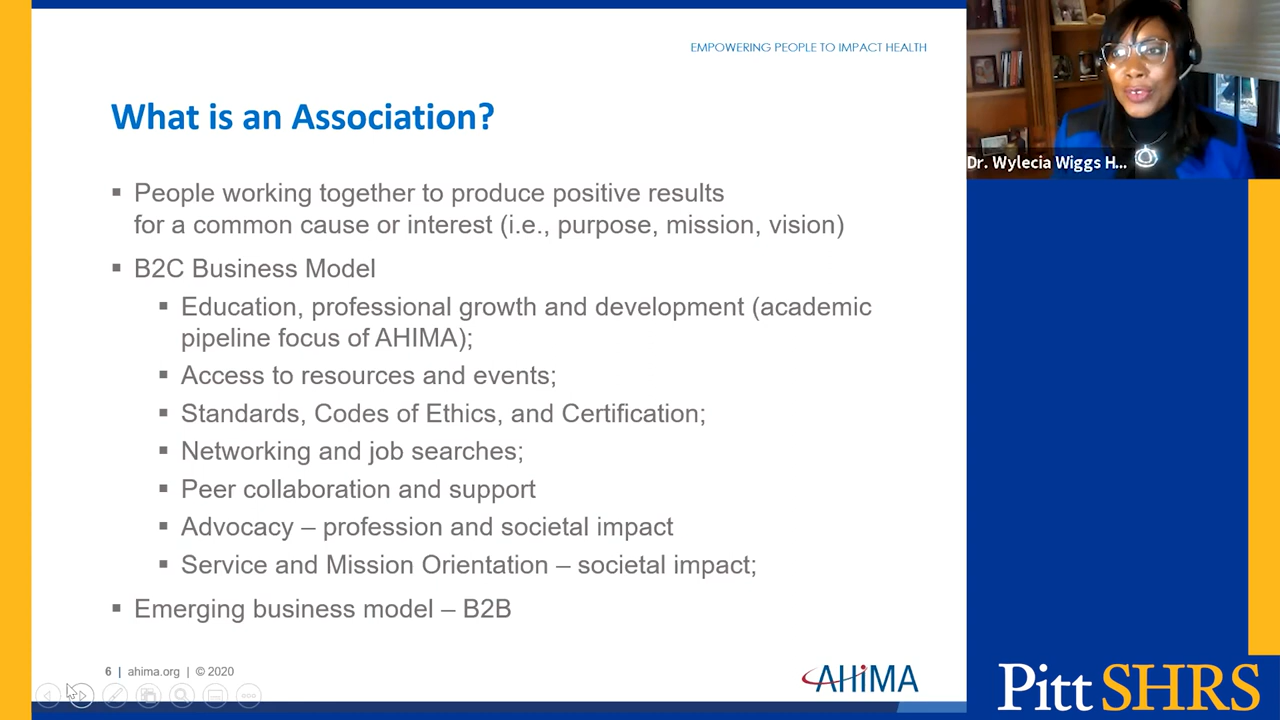 EMPOWERING PEOPLE TO IMPACT HEALTH
What is an Association?
▪ People working together to produce positive results
for a common cause or interest (i.e., purpose, mission, vision)
▪ B2C Business Model
▪ Education, professional growth and development (academic
pipeline focus of AHIMA);
▪ Access to resources and events;
▪ Standards, Codes of Ethics, and Certification;
▪ Networking and job searches;
▪ Peer collaboration and support
▪ Advocacy – profession and societal impact
▪ Service and Mission Orientation – societal impact;
▪ Emerging business model – B2B
6 | ahima.org | © 2020
AHiMA
Dr. Wylecia Wiggs H...
Pitt SHRS